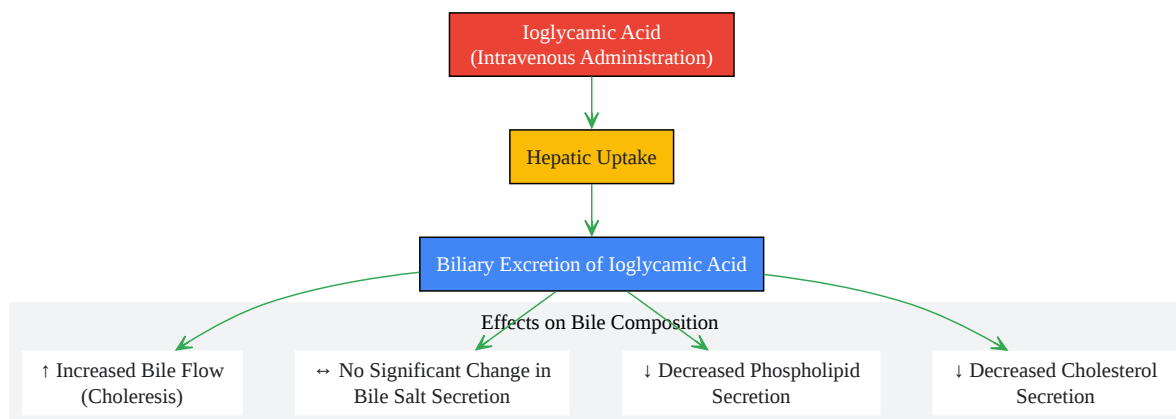 Ioglycamic Acid
(Intravenous Administration)
Hepatic Uptake
Biliary Excretion of Ioglycamic Acid
Effects on Bile Composition
↑ Increased Bile Flow
(Choleresis)
↔ No Significant Change in
Bile Salt Secretion
↓ Decreased Phospholipid
Secretion
↓ Decreased Cholesterol
Secretion